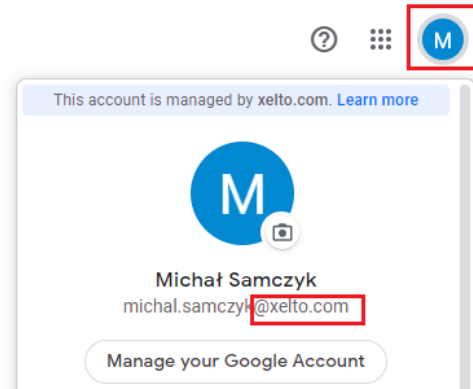 M
This account is managed by xelto.com. Learn more
M
Michał Samczyk
michal.samczyk@xelto.com
Manage your Google Account